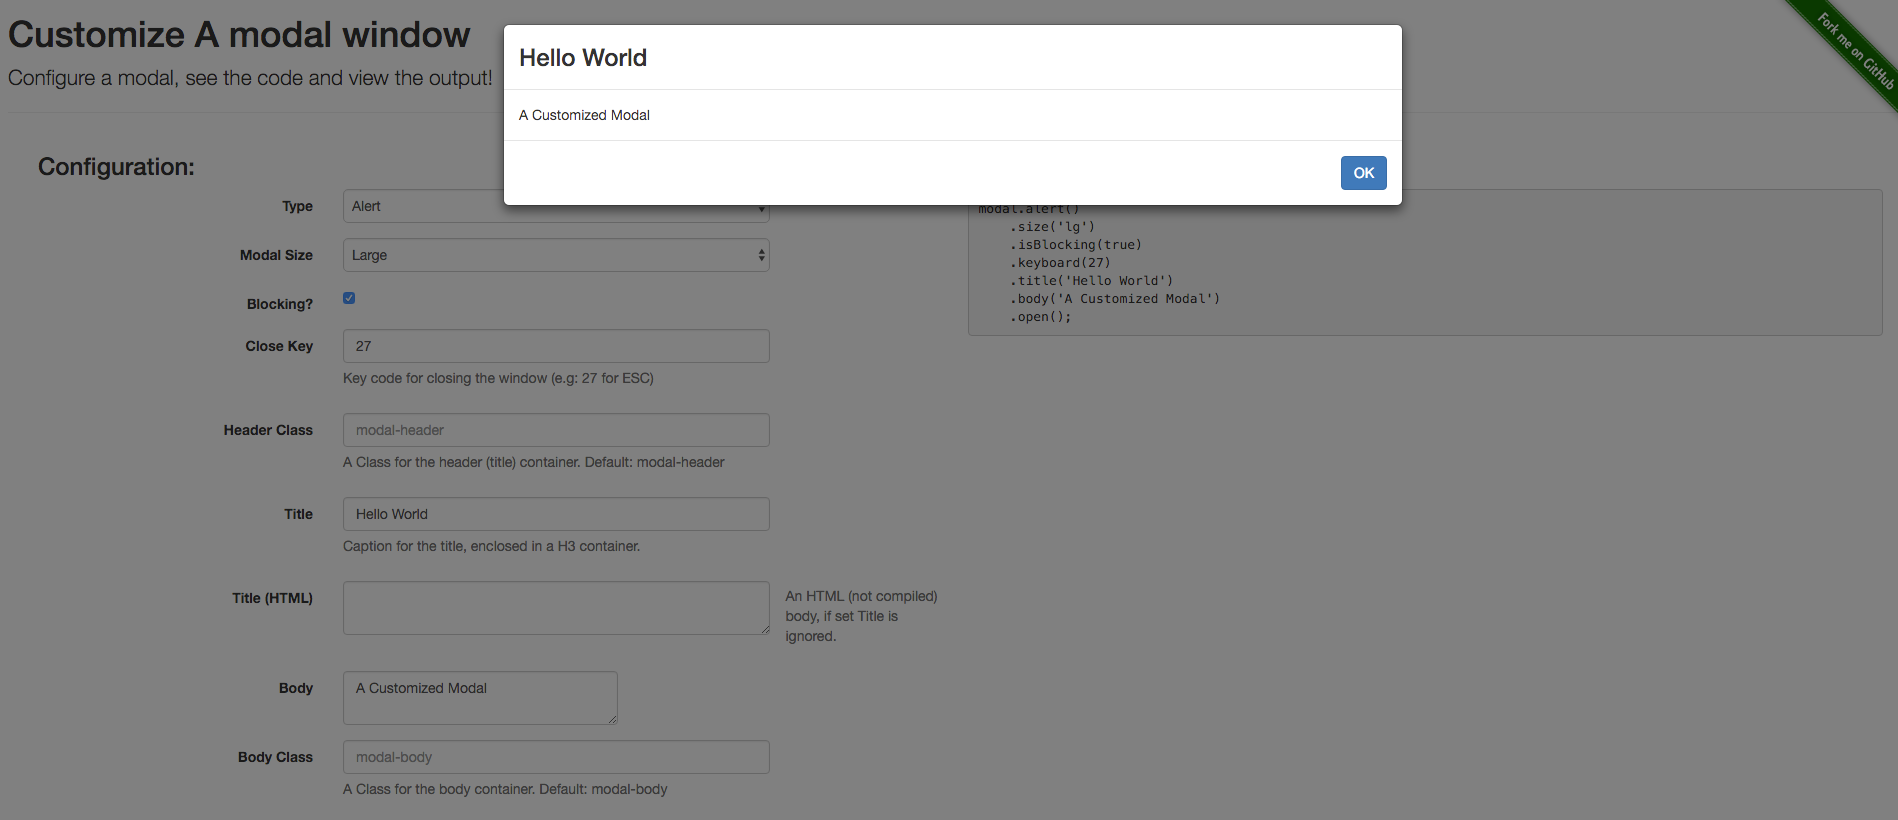 Customize A modal window
Configure a modal, see the code and view the output!
Fork me on GitHub
Hello World
A Customized Modal
OK
Configuration:
Type
Alert
Modal Size
Large
Blocking?
Close Key
27
Key code for closing the window (e.g: 27 for ESC)
Header Class
modal-header
A Class for the header (title) container. Default: modal-header
Title
Hello World
Caption for the title, enclosed in a H3 container.
Title (HTML)
An HTML (not compiled)
body, if set Title is
ignored.
Body
A Customized Modal
Body Class
modal-body
A Class for the body container. Default: modal-body
modal.alert()
.size('lg')
.isBlocking(true)
.keyboard(27)
.title('Hello World')
.body('A Customized Modal')
.open();